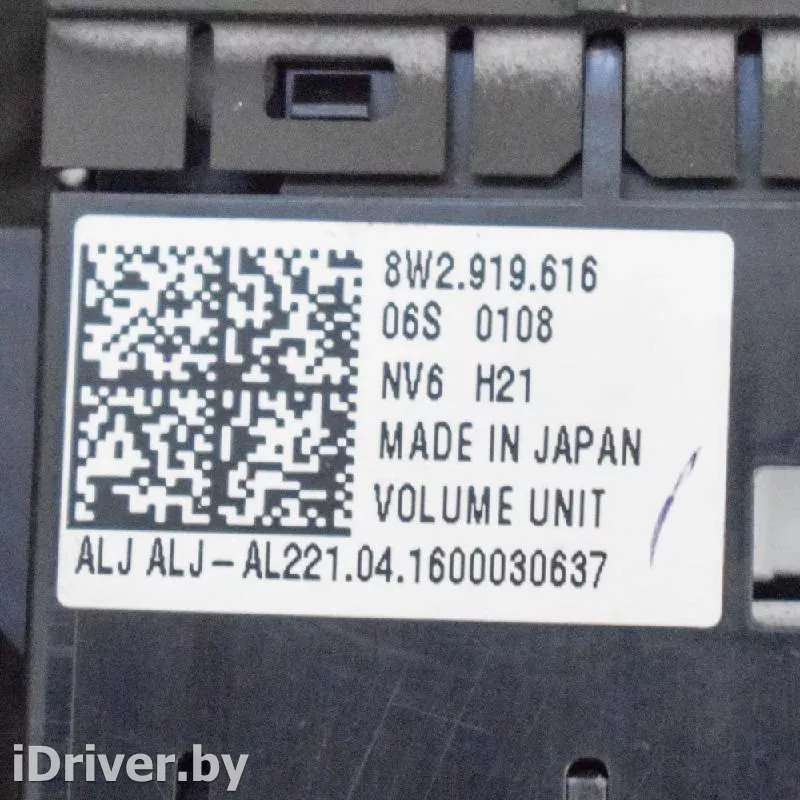 8W2.919.616
06S 0108
NV6 H21
MADE IN JAPAN
VOLUME UNIT
ALJ ALJ-AL221.04.1600030637
iDriver.by